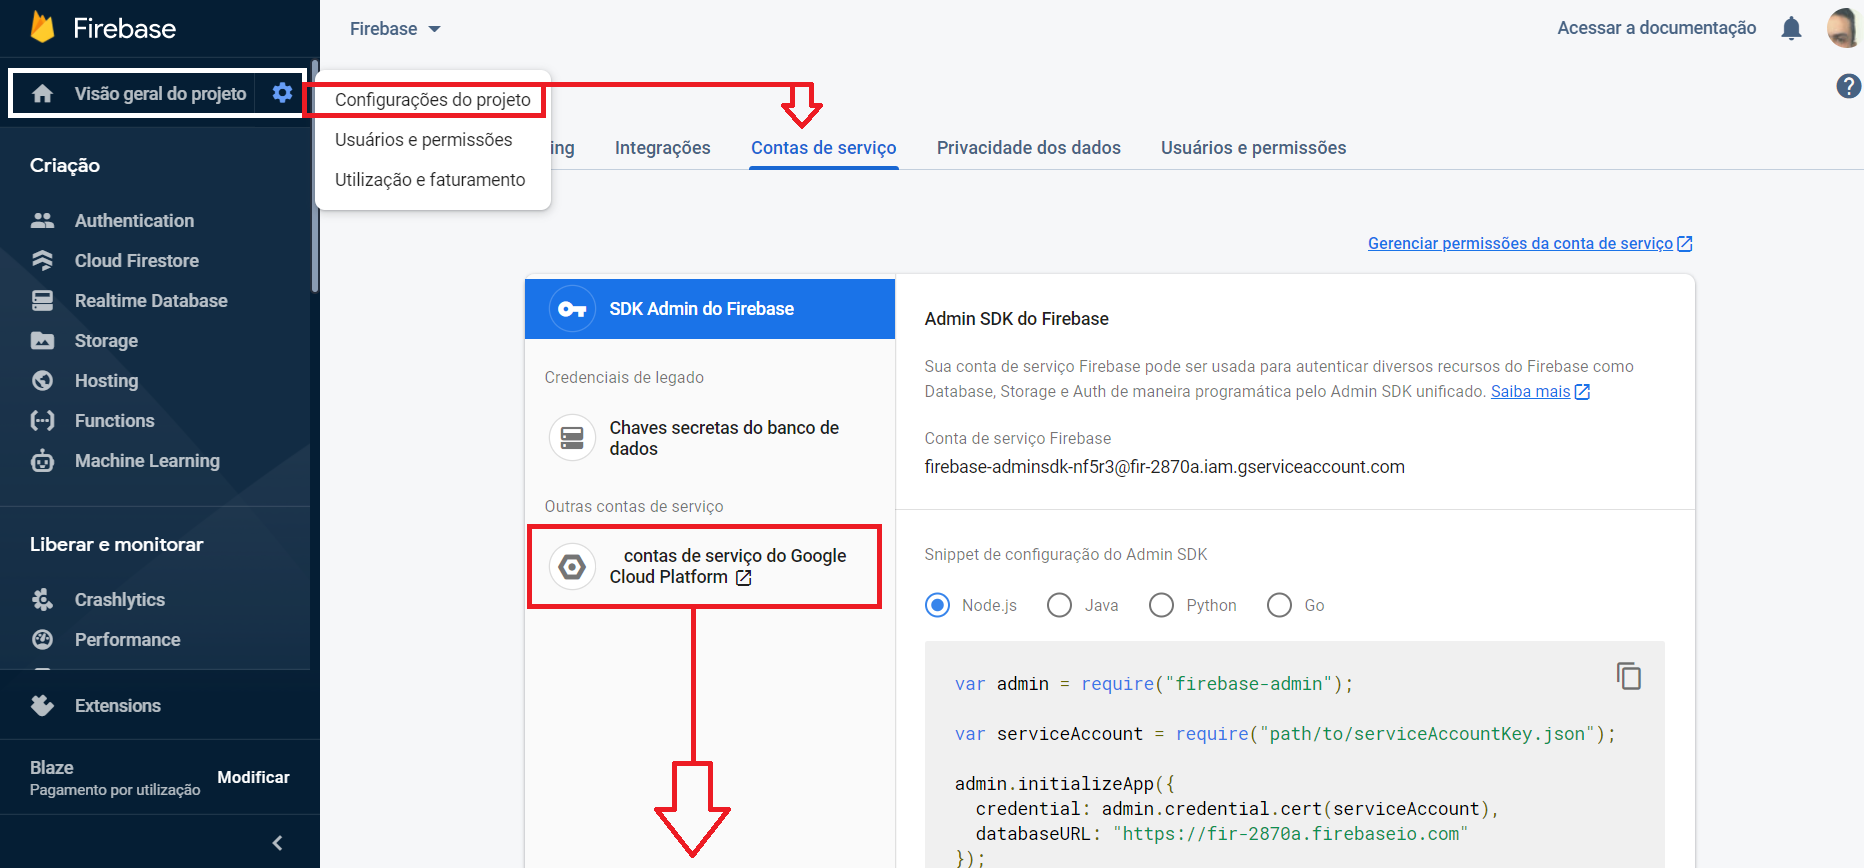 Firebase
Visão geral do projeto
Criação
Authentication
Cloud Firestore
Realtime Database
Storage
Hosting
Functions
Machine Learning
Liberar e monitorar
Crashlytics
Performance
Extensions
Blaze
Pagamento por utilização
Modificar
Firebase
Acessar a documentação
Configurações do projeto
Usuários e permissões
Utilização e faturamento
ing
Integrações
Contas de serviço
Privacidade dos dados
Usuários e permissões
Gerenciar permissões da conta de serviço
SDK Admin do Firebase
Credenciais de legado
Chaves secretas do banco de
dados
Outras contas de serviço
contas de serviço do Google
Cloud Platform
Admin SDK do Firebase
Sua conta de serviço Firebase pode ser usada para autenticar diversos recursos do Firebase como
Database, Storage e Auth de maneira programática pelo Admin SDK unificado. Saiba mais
Conta de serviço Firebase
firebase-adminsdk-nf5r3@fir-2870a.iam.gserviceaccount.com
Snippet de configuração do Admin SDK
Node.js
Java
Python
Go
var admin = require("firebase-admin");
var serviceAccount = require("path/to/serviceAccountKey.json");
admin.initializeApp({
credential: admin.credential.cert(serviceAccount),
databaseURL: "https://fir-2870a.firebaseio.com"
});